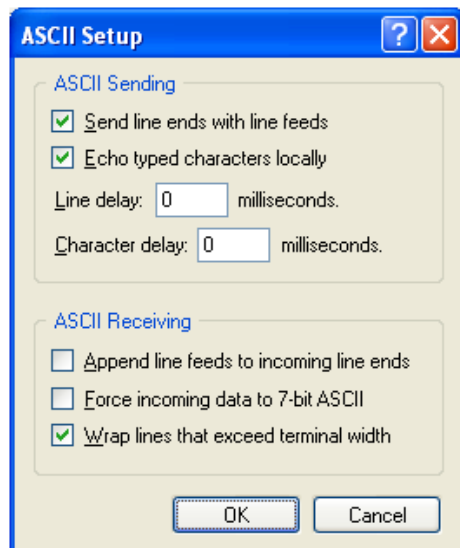 ASCII Setup
ASCII Sending
Send line ends with line feeds
Echo typed characters locally
Line delay: 0 milliseconds.
Character delay: 0 milliseconds.
ASCII Receiving
Append line feeds to incoming line ends
Force incoming data to 7-bit ASCII
Wrap lines that exceed terminal width
OK Cancel